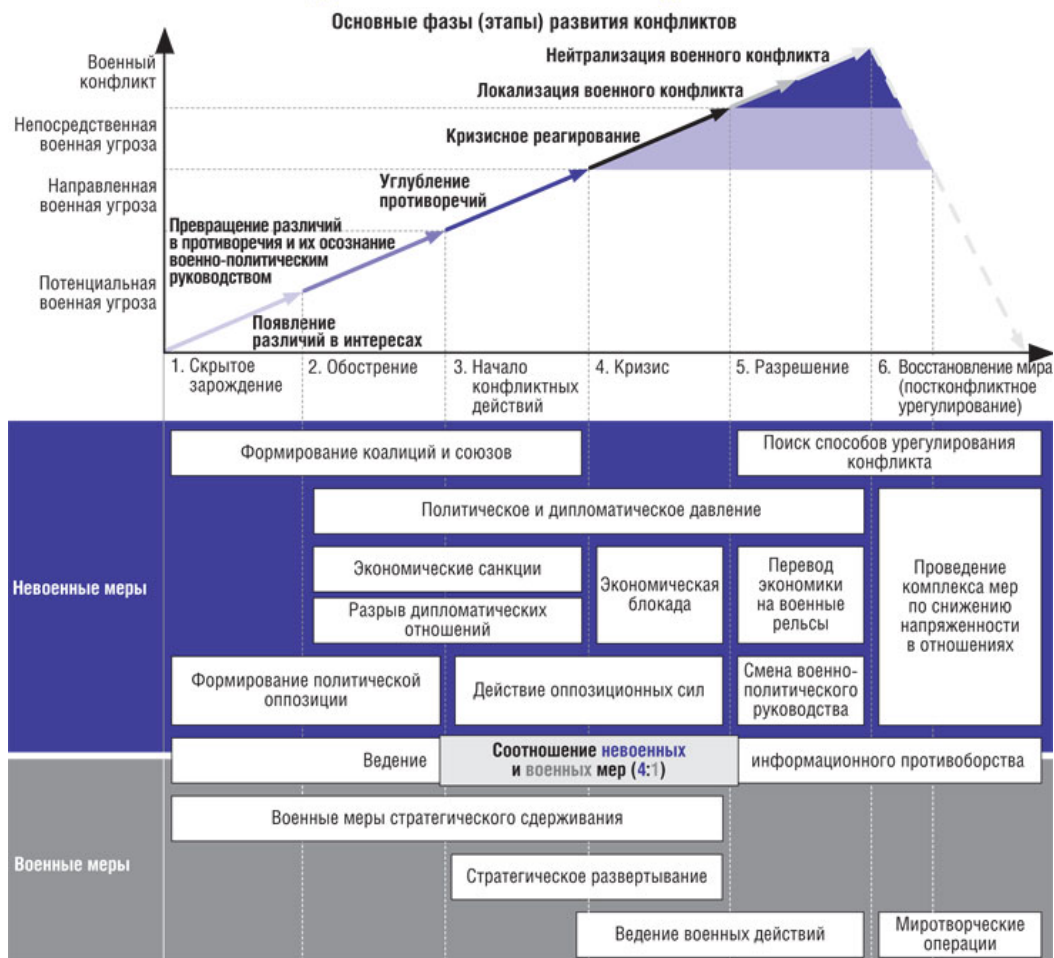 Основные фазы (этапы) развития конфликтов
Военный
конфликт
Непосредственная
военная угроза
Направленная
военная угроза
Потенциальная
военная угроза
Нейтрализация военного конфликта
Локализация военного конфликта
Кризисное реагирование
Углубление
противоречий
Превращение различий
в противоречия и их осознание
военно-политическим
руководством
Появление
различий в интересах
1. Скрытое
зарождение
2. Обострение
3. Начало
конфликтных
действий
4. Кризис
5. Разрешение
6. Восстановление мира
(постконфликтное
урегулирование)
Невоенные меры
Формирование коалиций и союзов
Поиск способов урегулирования
конфликта
Политическое и дипломатическое давление
Экономические санкции
Разрыв дипломатических
отношений
Экономическая
блокада
Перевод
экономики
на военные
рельсы
Проведение
комплекса мер
по снижению
напряженности
в отношениях
Формирование политической
оппозиции
Действие оппозиционных сил
Смена военно-
политического
руководства
Ведение
Соотношение невоенных
и военных мер (4:1)
информационного противоборства
Военные меры
Военные меры стратегического сдерживания
Стратегическое развертывание
Ведение военных действий
Миротворческие
операции